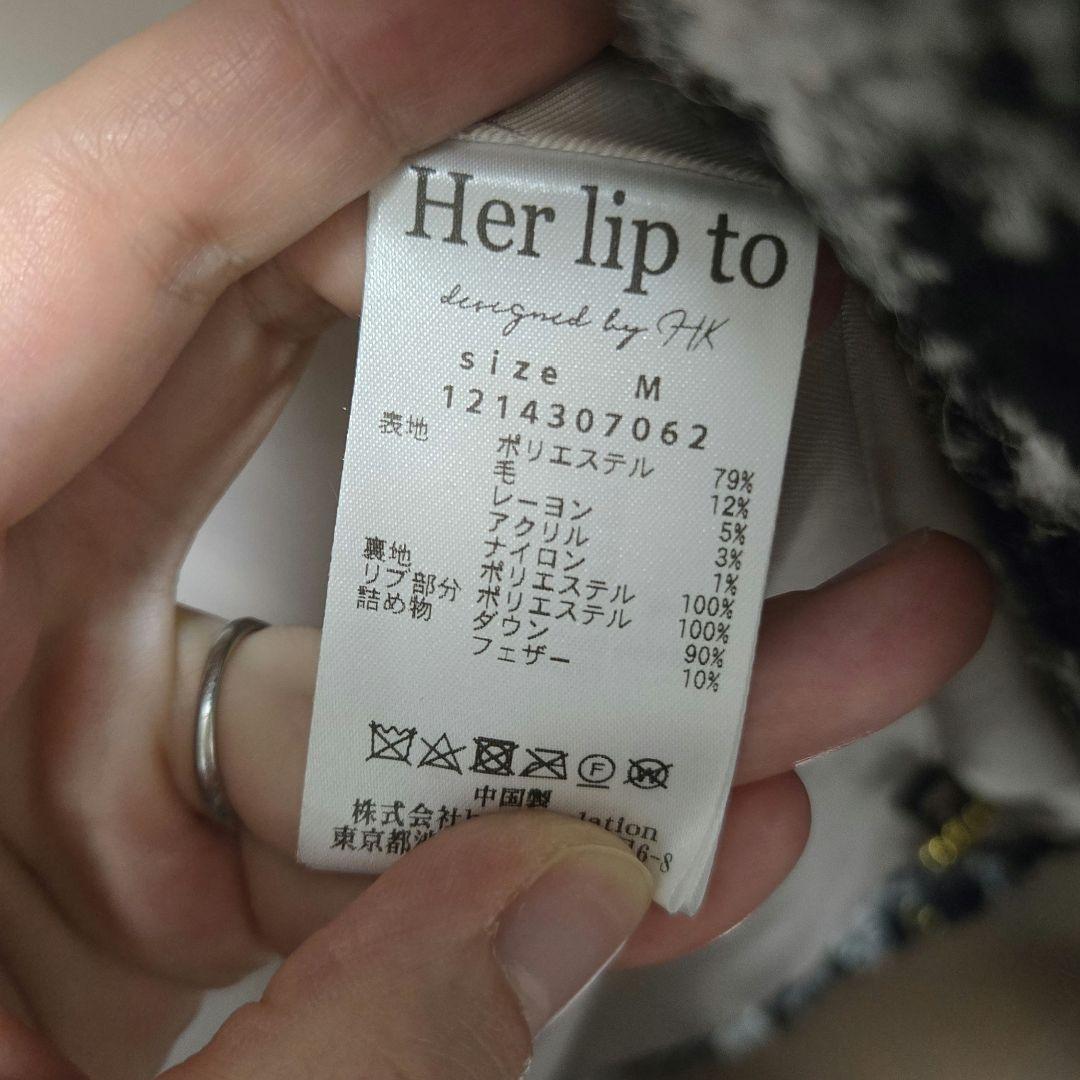 Her lip to
designed by HK
size M
1214307062
表地 ポリエステル 79%
毛 12%
レーヨン 5%
アクリル 3%
ナイロン 1%
裏地 ポリエステル 100%
リブ部分 ポリエステル 100%
詰め物 ダウン 90%
フェザー 10%
F W
中国製
株式会社 lation
東京都 16-8